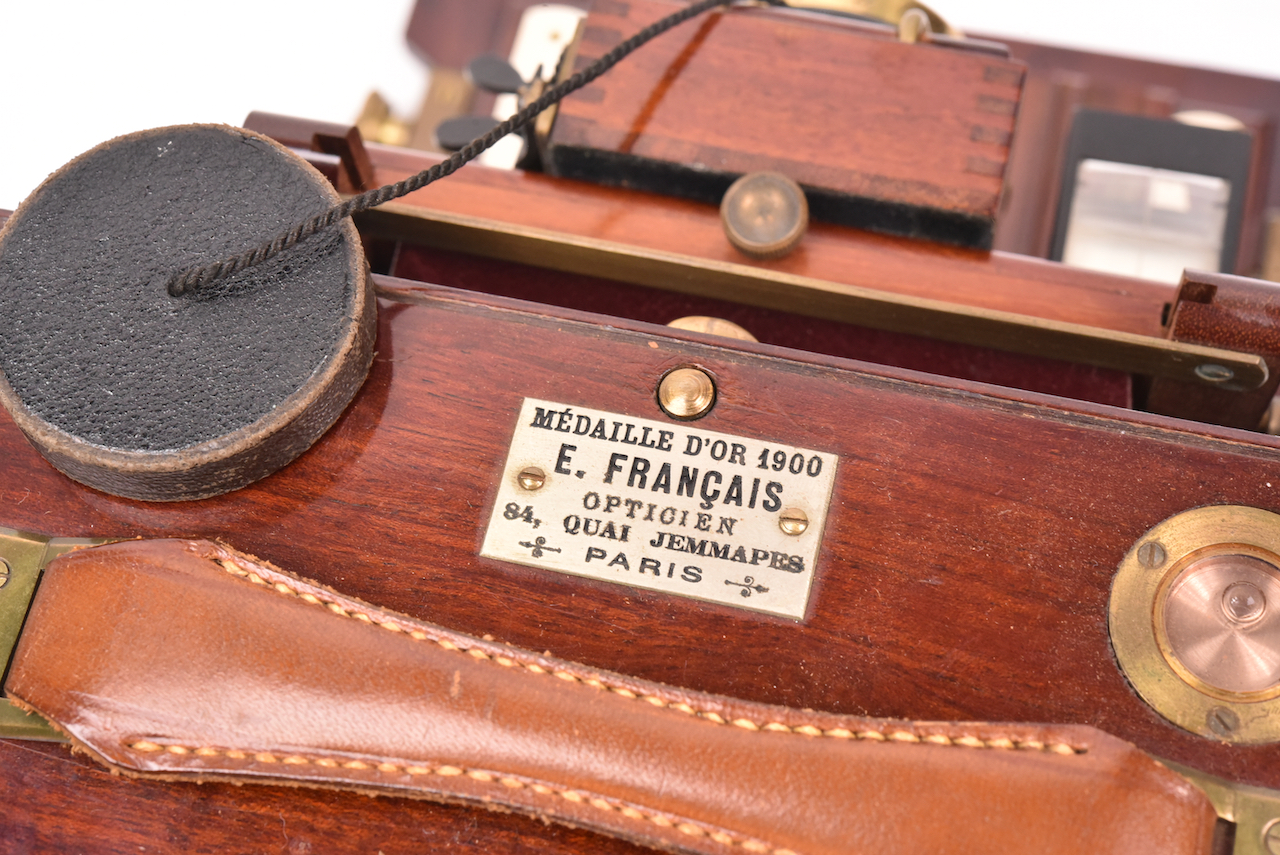 MÉDAILLE D'OR 1900
E. FRANÇAIS
OPTICIEN
84, QUAI JEMMAPES
PARIS